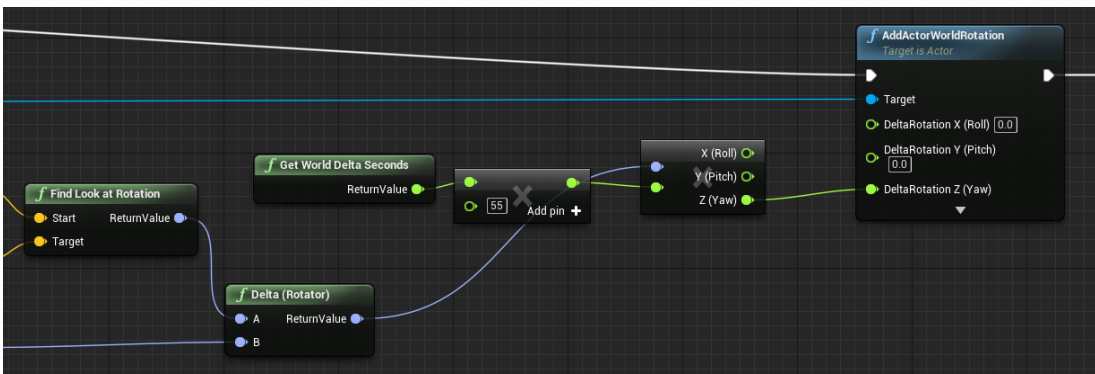 AddActorWorldRotation
Target is Actor
Target
DeltaRotation X (Roll) 0.0
DeltaRotation Y (Pitch)
0.0
DeltaRotation Z (Yaw)
X (Roll)
Y (Pitch)
Z (Yaw)
Get World Delta Seconds
ReturnValue
55
Add pin
Find Look at Rotation
Start ReturnValue
Target
Delta (Rotator)
A ReturnValue
B